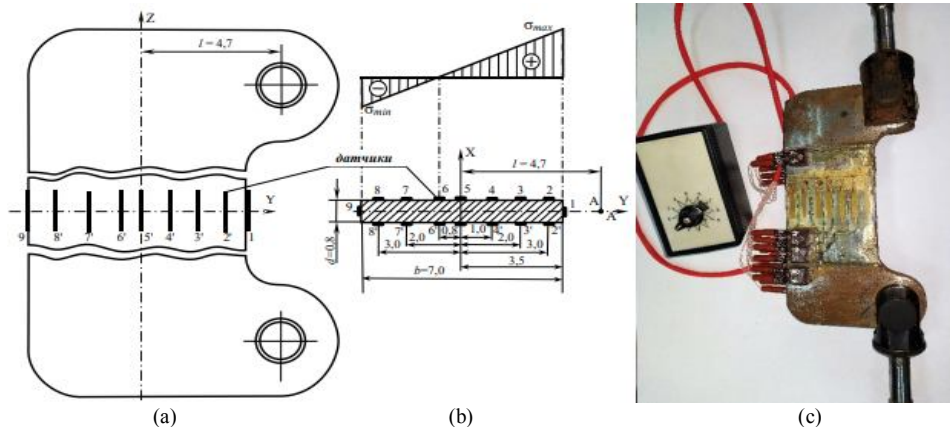 Z
l = 4,7
датчики
Y
9 8' 7' 6' 5' 4' 3' 2' 1
(a)
σmax
σmin
X
l = 4,7
8 7 6 5 4 3 2
9 1 A Y
A'
8' 7' 6' 0,8 1,0 4' 3' 2'
3,0 2,0 2,0 3,0
3,5
d=0,8
b=7,0
(b)
(c)